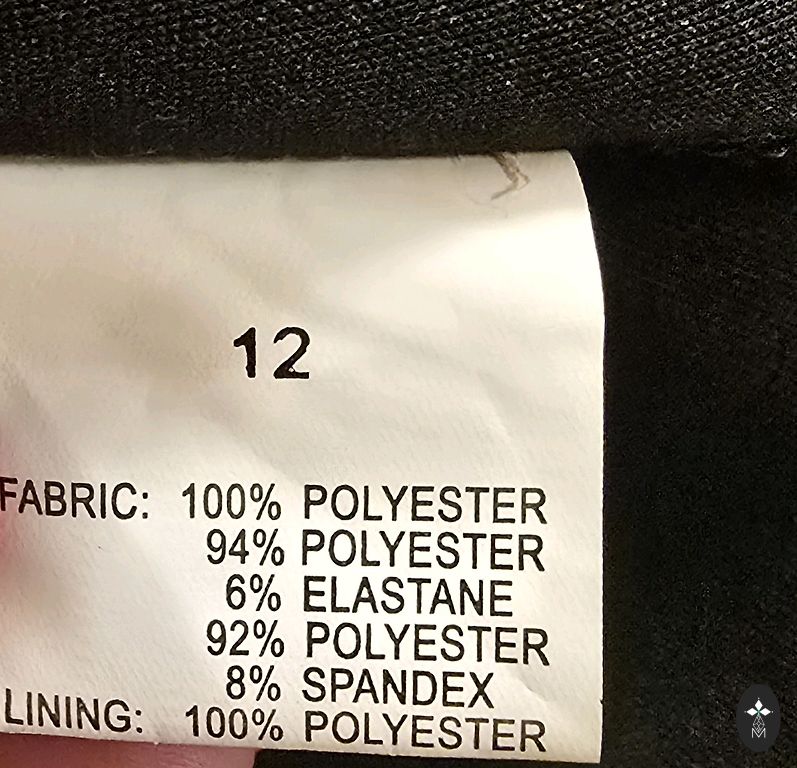 12
FABRIC: 100% POLYESTER
94% POLYESTER
6% ELASTANE
92% POLYESTER
8% SPANDEX
LINING: 100% POLYESTER
M